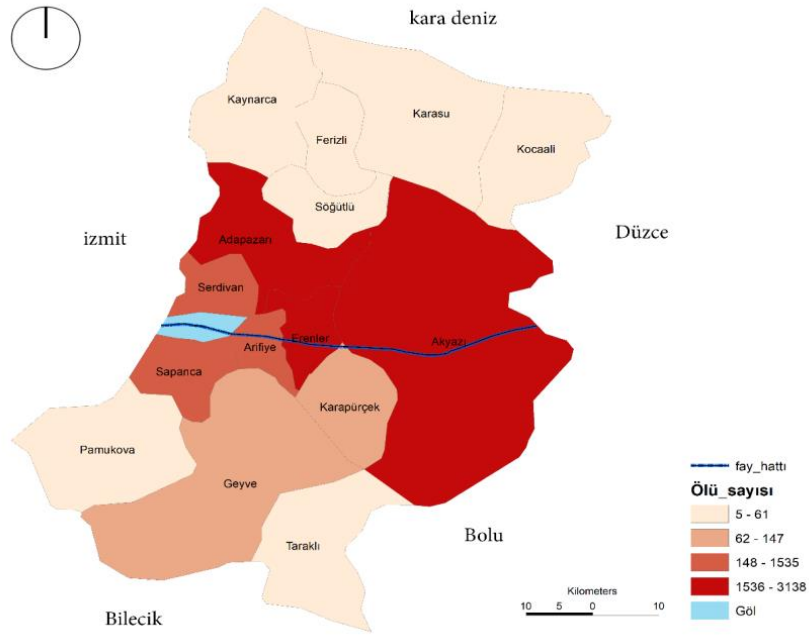 kara deniz
Kaynarca
Karasu
Ferizli
Kocaali
Söğütlü
izmit
Düzce
Adapazarı
Serdivan
Erenler
Akyazı
Arifiye
Sapanca
Karapürçek
Pamukova
Geyve
Taraklı
Bolu
Bilecik
fay_hattı
Ölü_sayısı
5 - 61
62 - 147
148 - 1535
1536 - 3138
Göl
Kilometers
10 5 0 10